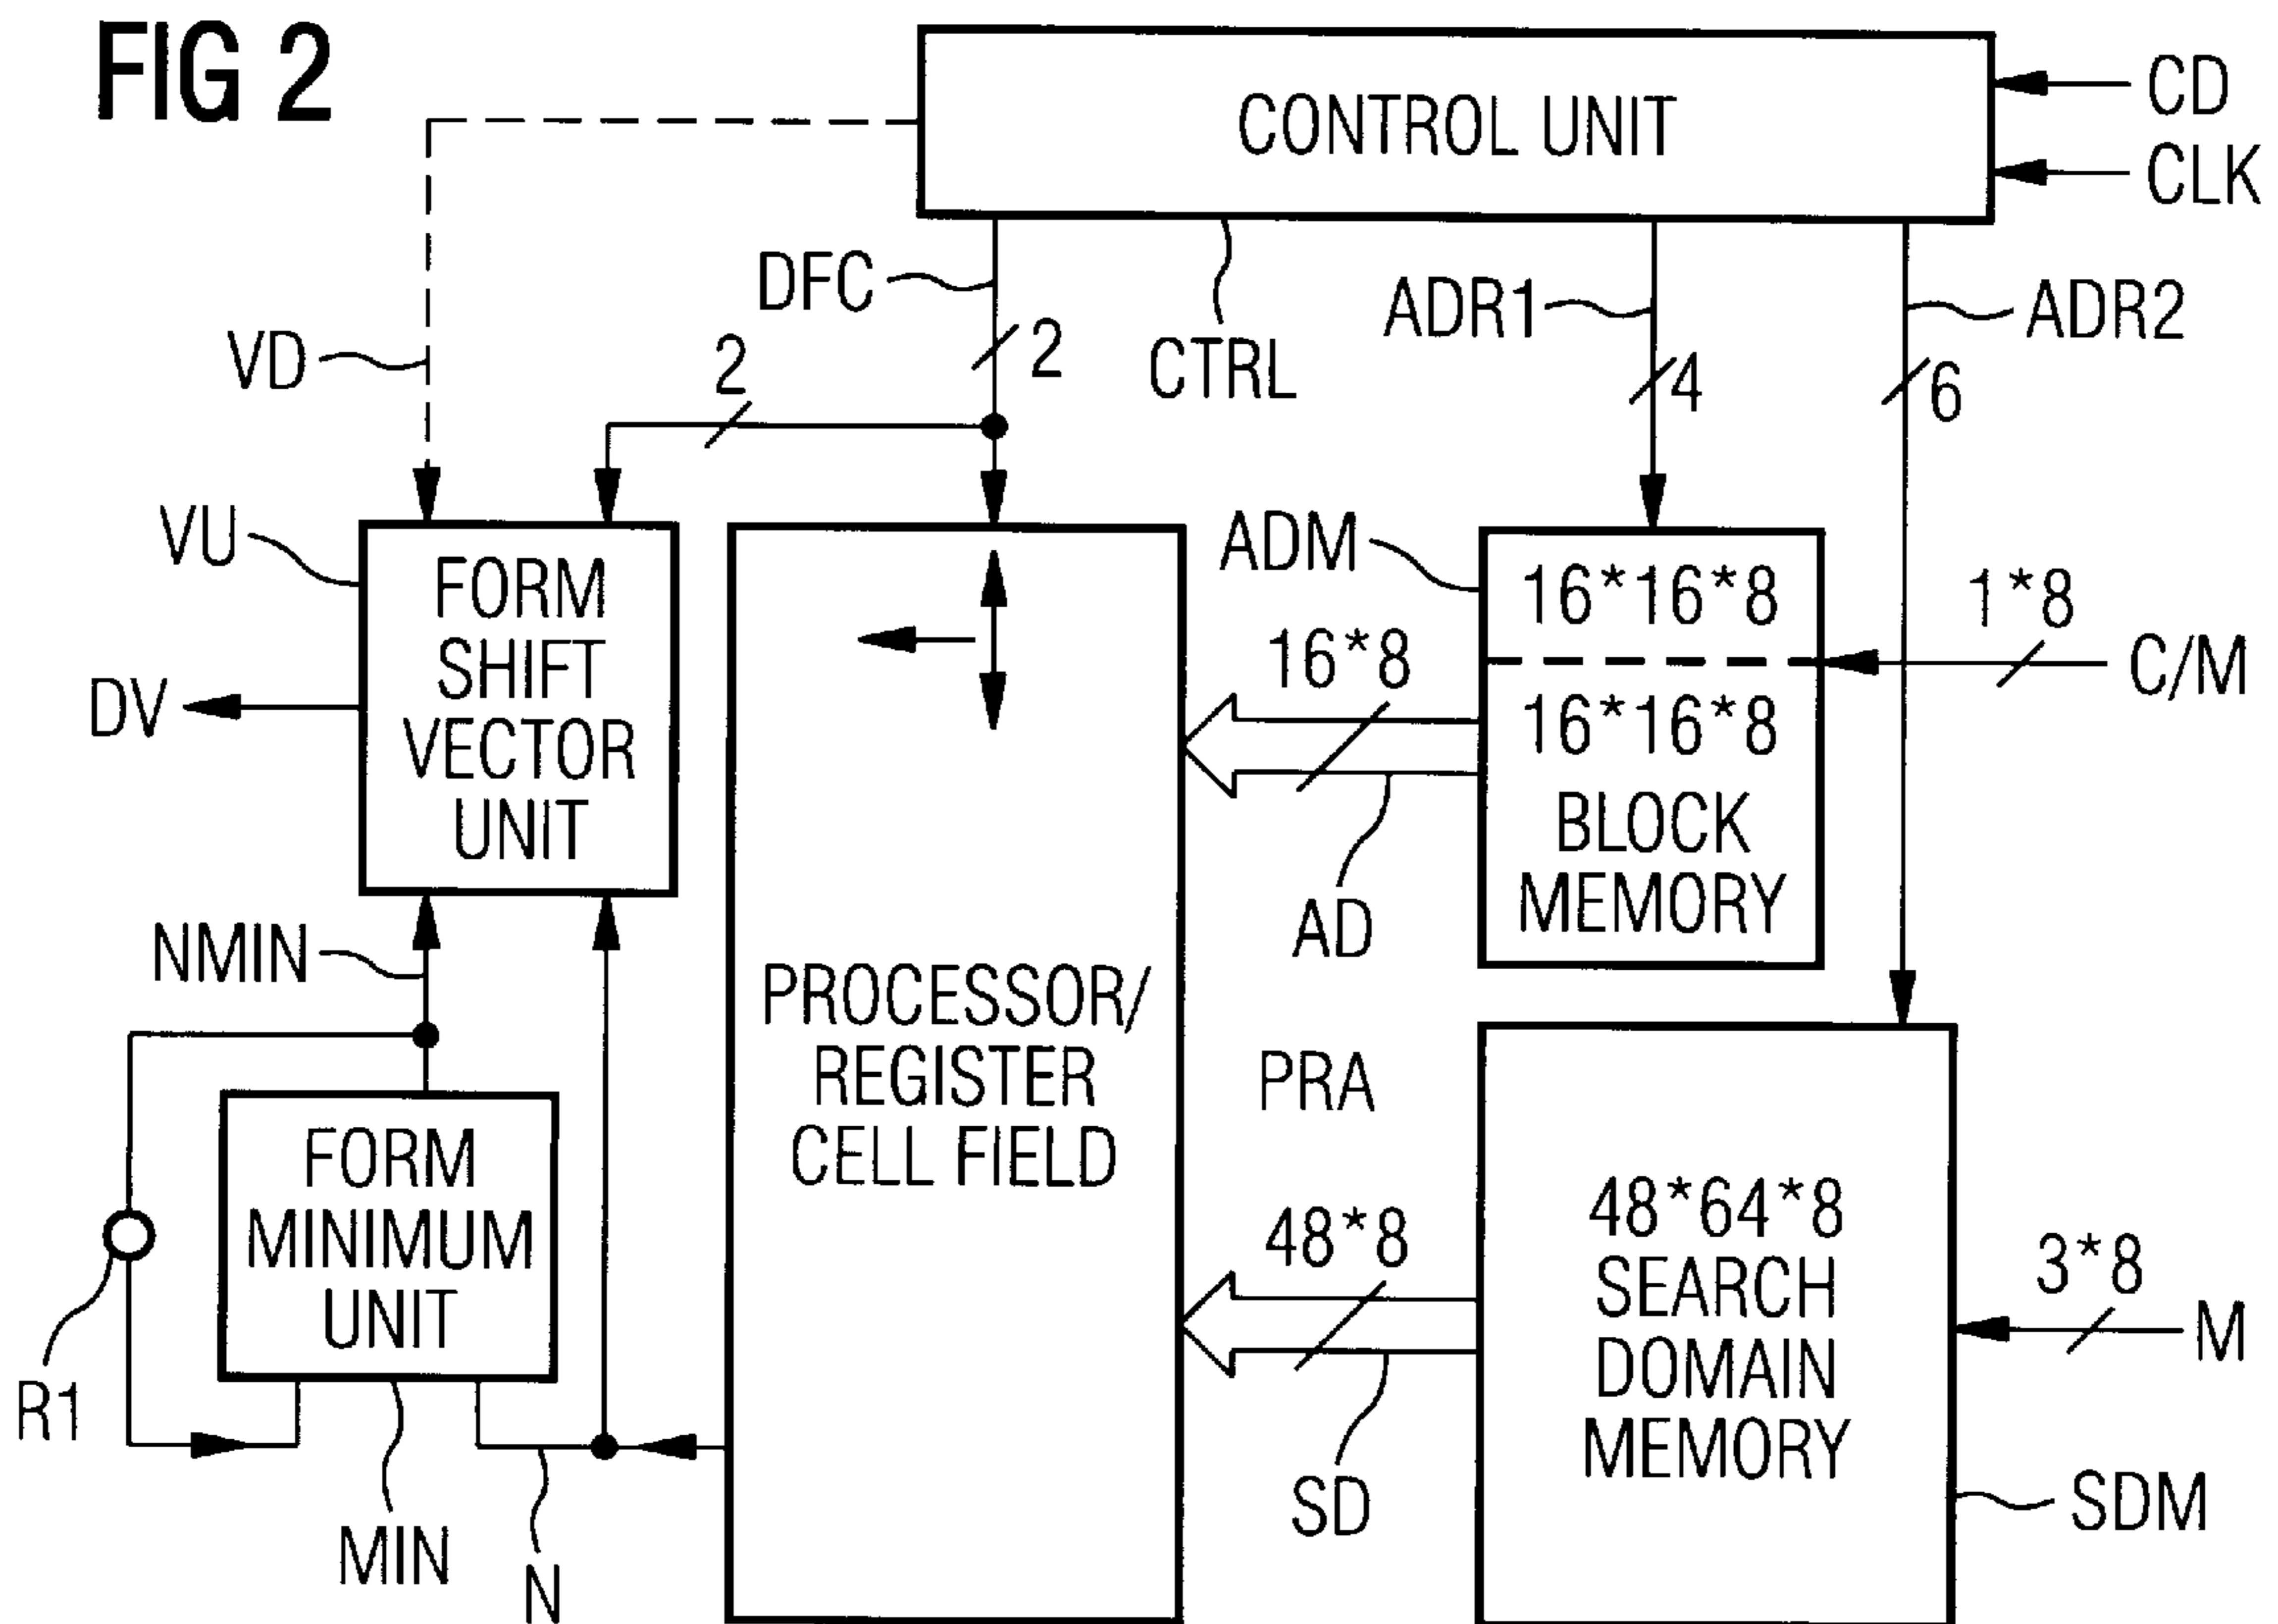 FIG 2
CONTROL UNIT
CD
CLK
DFC
2
2
VD
CTRL
ADR1
4
ADR2
6
VU
FORM
SHIFT
VECTOR
UNIT
DV
ADM
16*16*8
16*16*8
BLOCK
MEMORY
1*8
C/M
16*8
AD
NMIN
PROCESSOR/
REGISTER
CELL FIELD
PRA
FORM
MINIMUM
UNIT
R1
MIN
N
48*8
SD
48*64*8
SEARCH
DOMAIN
MEMORY
3*8
M
SDM